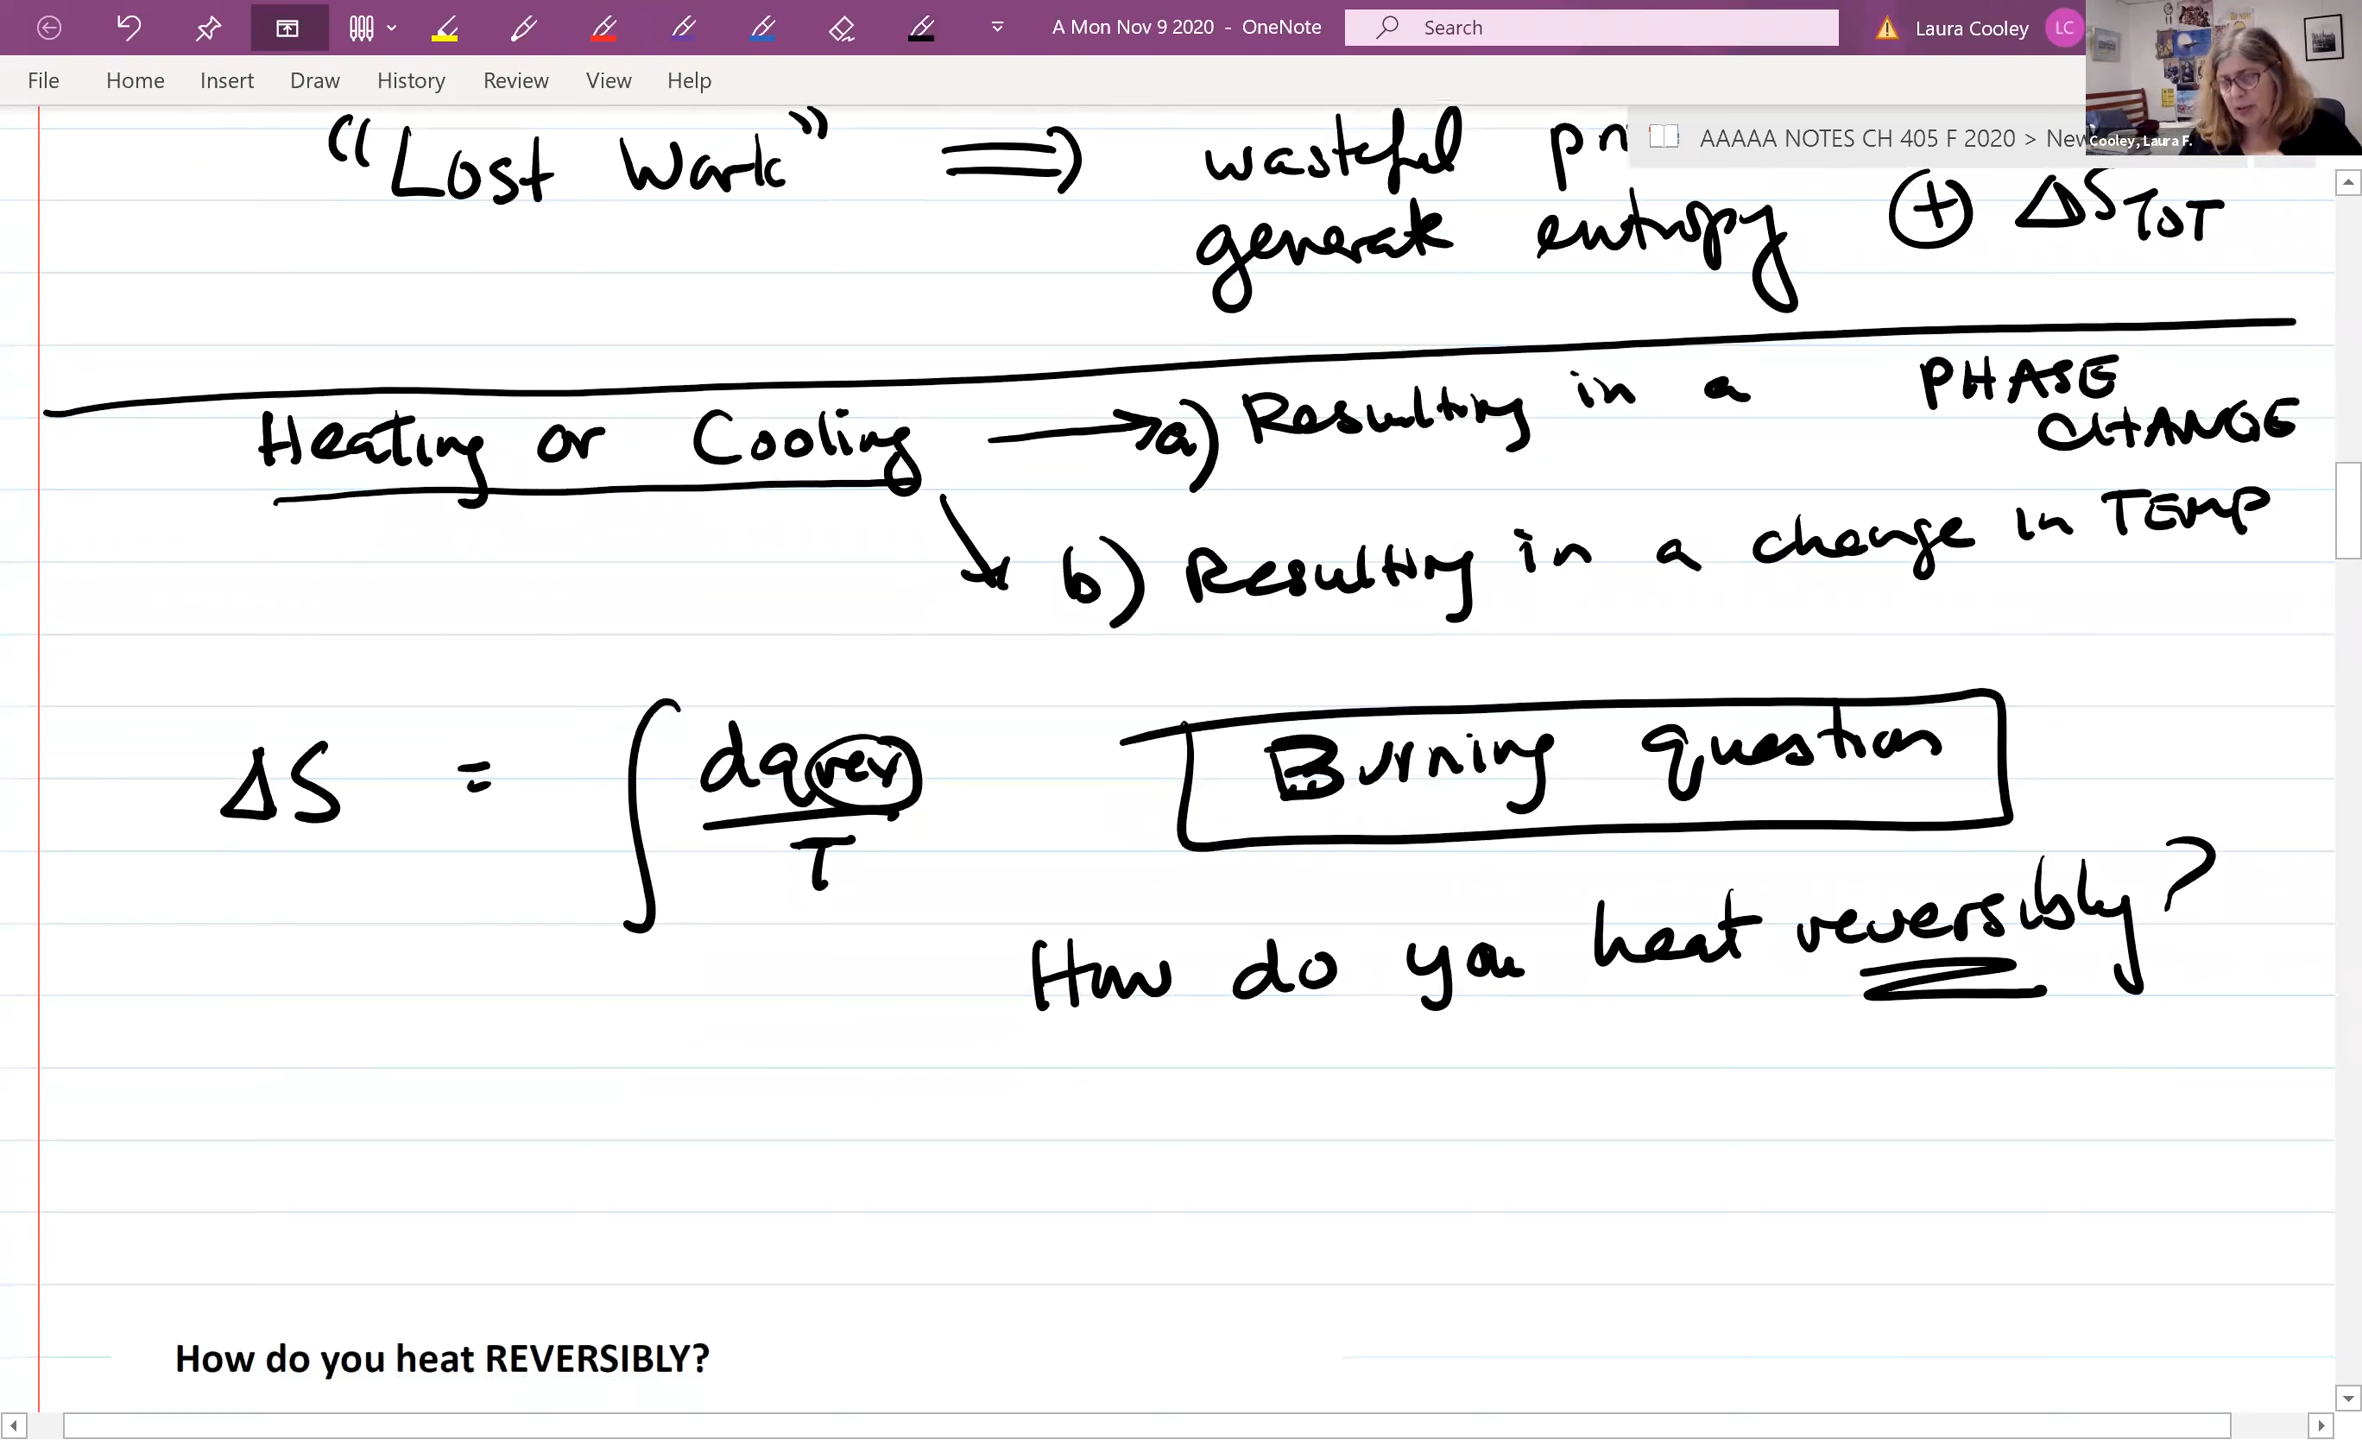 A Mon Nov 9 2020 - OneNote
Search
Laura Cooley
LC
File Home Insert Draw History Review View Help
AAAAA NOTES CH 405 F 2020 > New
Cooley, Laura F.
"Lost Work" ⟹ wasteful
generate entropy ⊕ ΔS TOT
Heating or Cooling → a) Resulting in a PHASE
CHANGE
↘ b) Resulting in a change in TEMP
ΔS = ∫ dqrev / T
Burning question
How do you heat reversibly?
How do you heat REVERSIBLY?